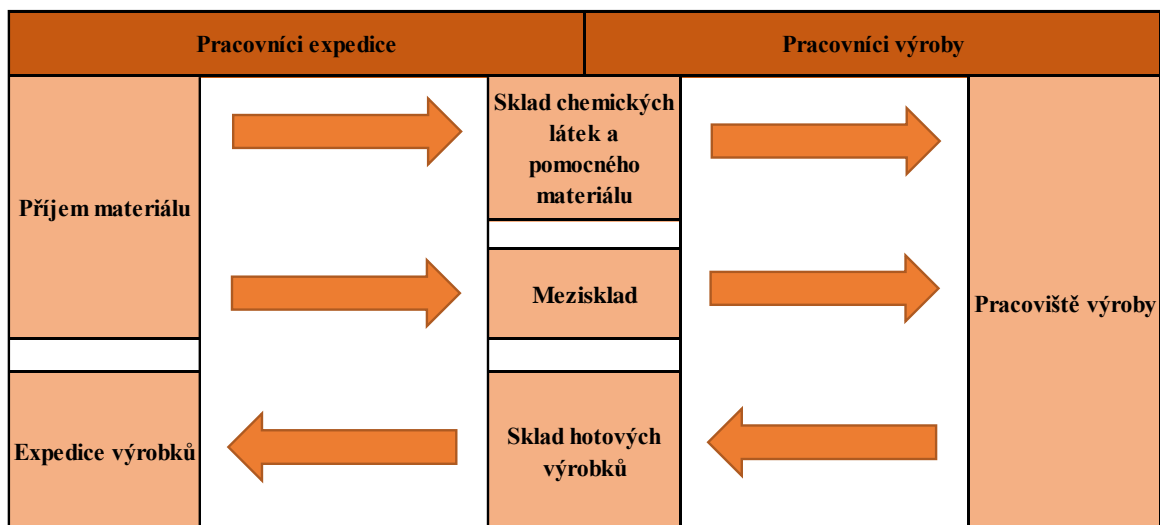 Pracovníci expedice
Pracovníci výroby
Příjem materiálu
Sklad chemických
látek a
pomocného
materiálu
Mezisklad
Pracoviště výroby
Expedice výrobků
Sklad hotových
výrobků